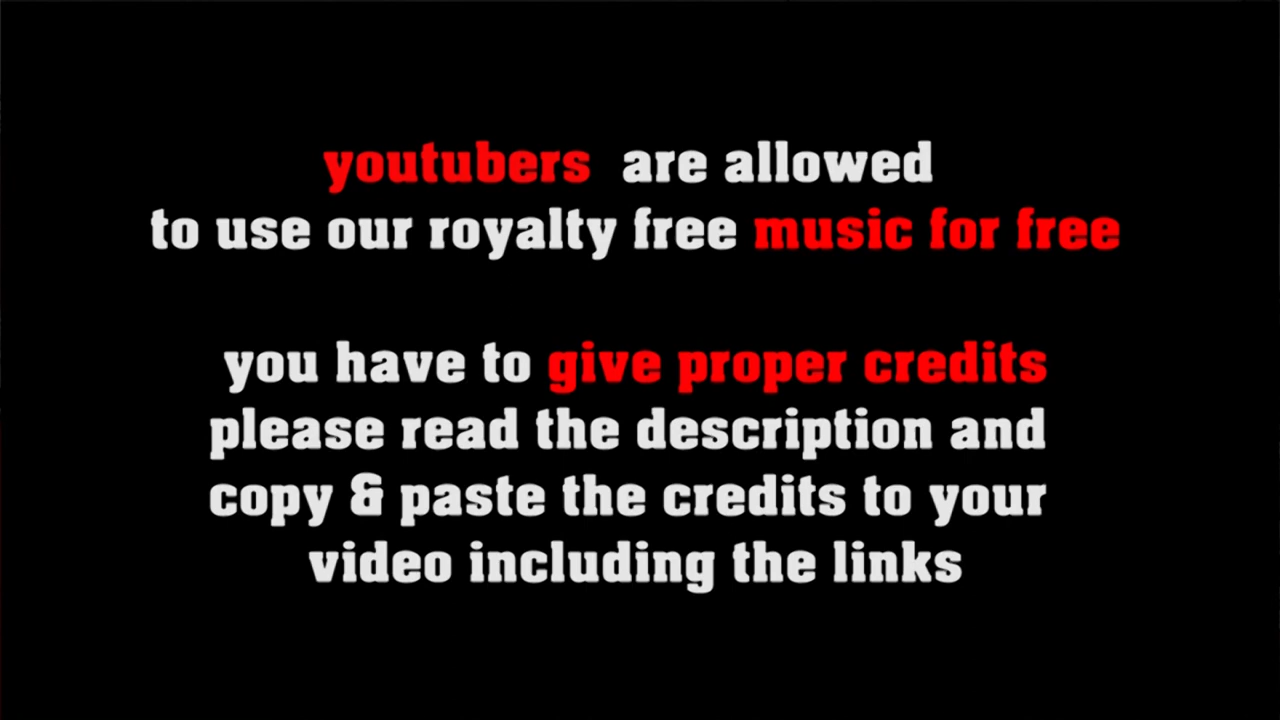 youtubers are allowed
to use our royalty free music for free
you have to give proper credits
please read the description and
copy & paste the credits to your
video including the links